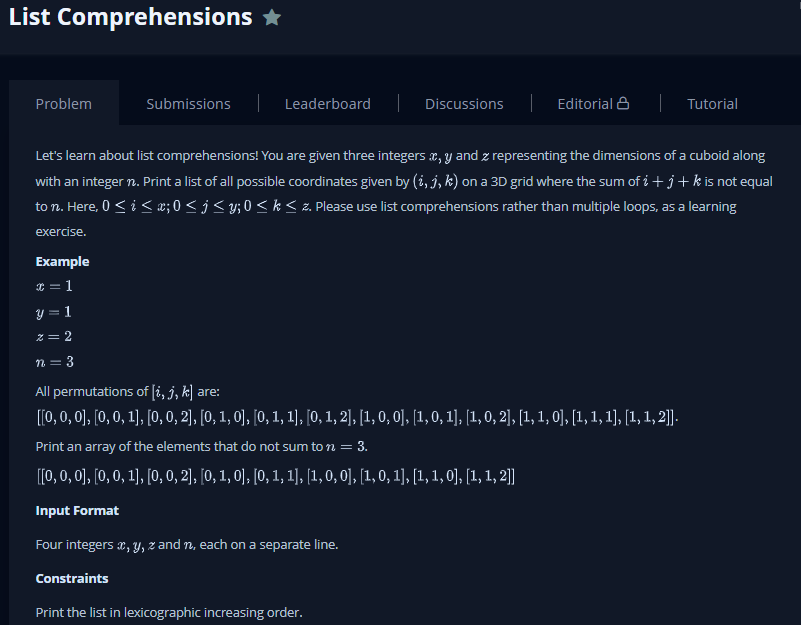 List Comprehensions
Problem Submissions Leaderboard Discussions Editorial Tutorial
Let's learn about list comprehensions! You are given three integers x, y and z representing the dimensions of a cuboid along
with an integer n. Print a list of all possible coordinates given by (i, j, k) on a 3D grid where the sum of i + j + k is not equal
to n. Here, 0 ≤ i ≤ x; 0 ≤ j ≤ y; 0 ≤ k ≤ z. Please use list comprehensions rather than multiple loops, as a learning
exercise.
Example
x = 1
y = 1
z = 2
n = 3
All permutations of [i, j, k] are:
[[0, 0, 0], [0, 0, 1], [0, 0, 2], [0, 1, 0], [0, 1, 1], [0, 1, 2], [1, 0, 0], [1, 0, 1], [1, 0, 2], [1, 1, 0], [1, 1, 1], [1, 1, 2]].
Print an array of the elements that do not sum to n = 3.
[[0, 0, 0], [0, 0, 1], [0, 0, 2], [0, 1, 0], [0, 1, 1], [1, 0, 0], [1, 0, 1], [1, 1, 0], [1, 1, 2]]
Input Format
Four integers x, y, z and n, each on a separate line.
Constraints
Print the list in lexicographic increasing order.